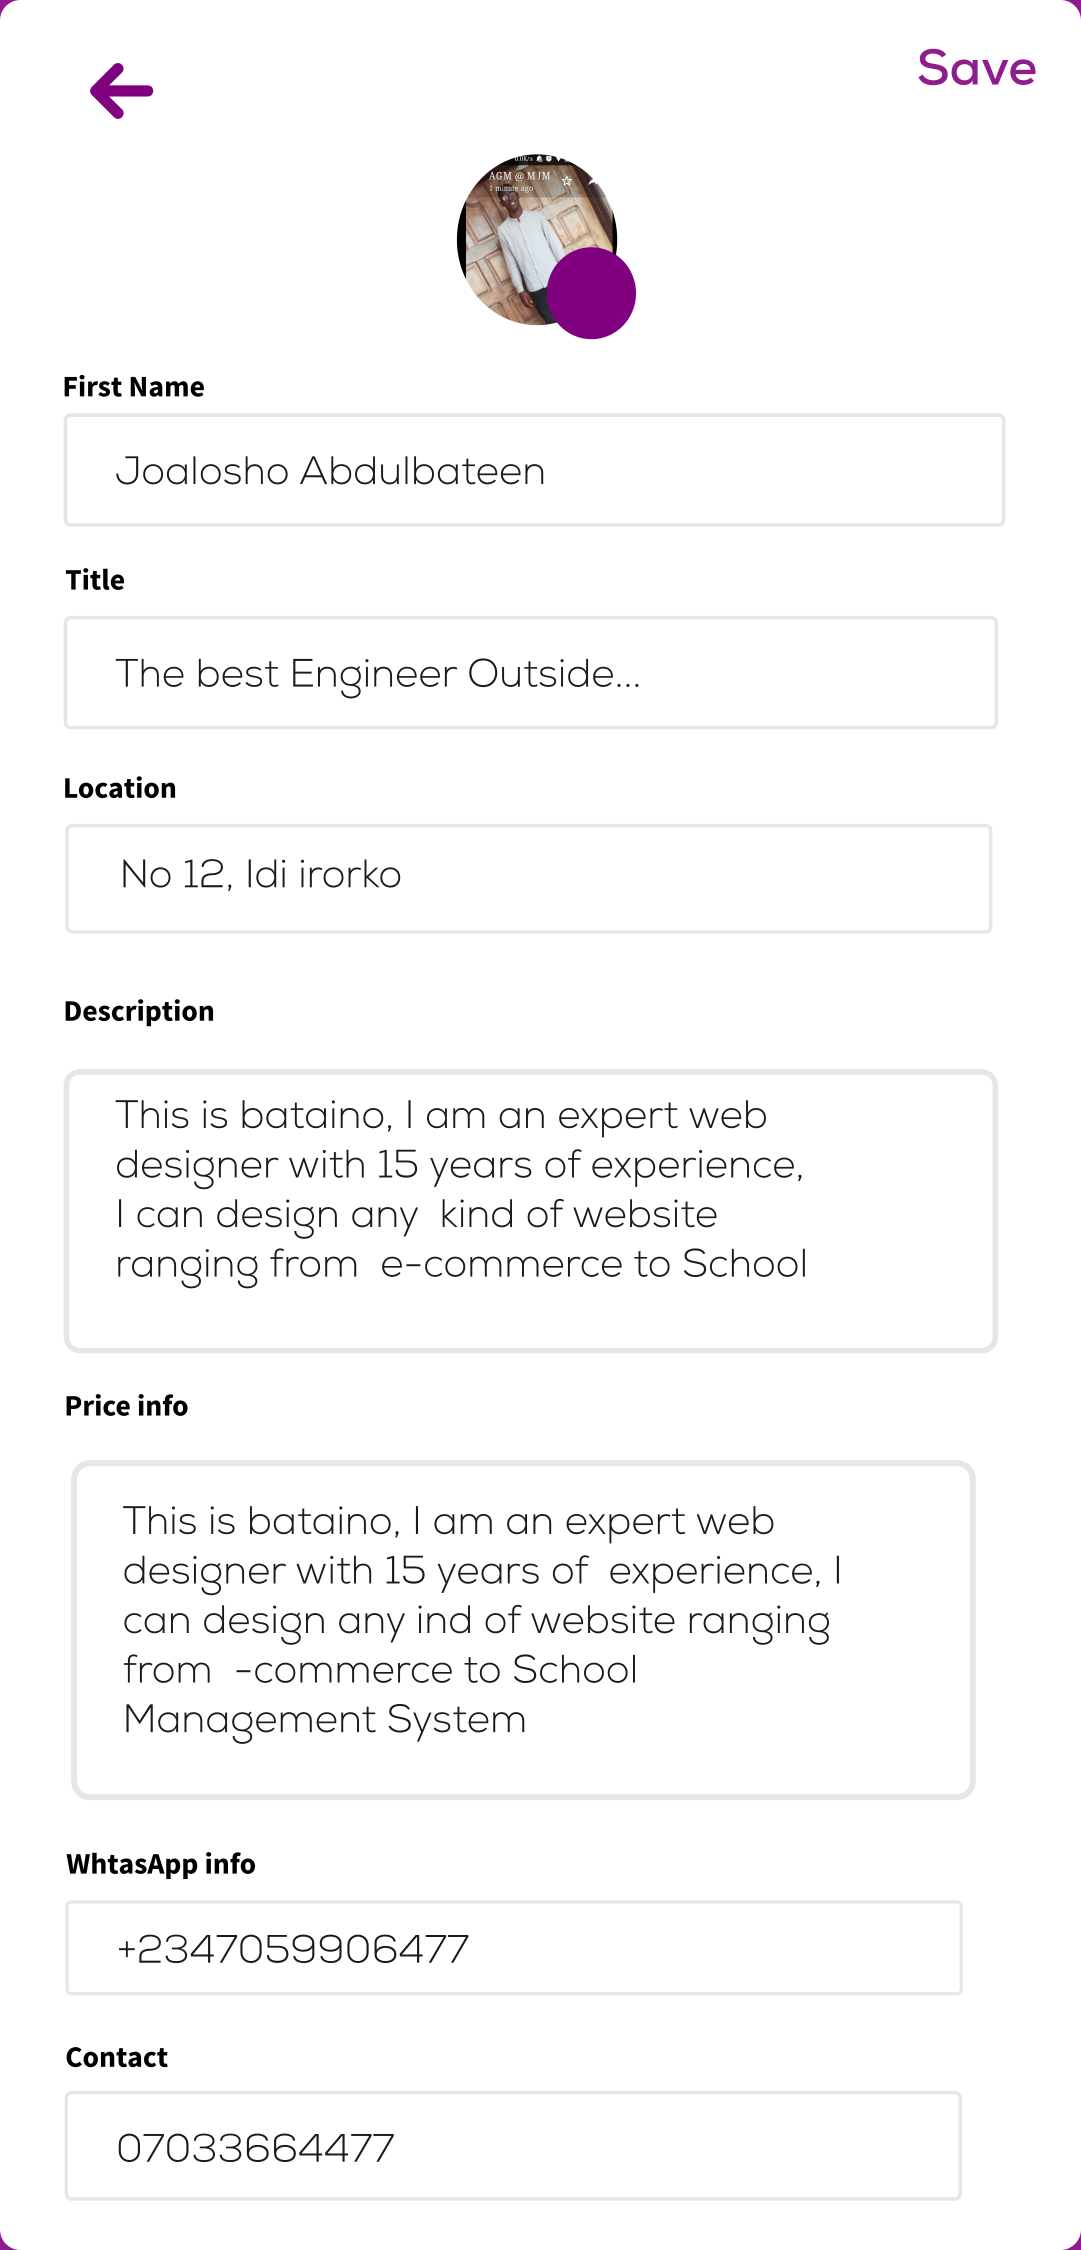 Save
0.0K/s
AGM @ MJM
1 minute ago
First Name
Joalosho Abdulbateen
Title
The best Engineer Outside...
Location
No 12, Idi irorko
Description
This is bataino, I am an expert web
designer with 15 years of experience,
I can design any  kind of website
ranging from  e-commerce to School
Price info
This is bataino, I am an expert web
designer with 15 years of  experience, I
can design any ind of website ranging
from  -commerce to School
Management System
WhtasApp info
+2347059906477
Contact
07033664477